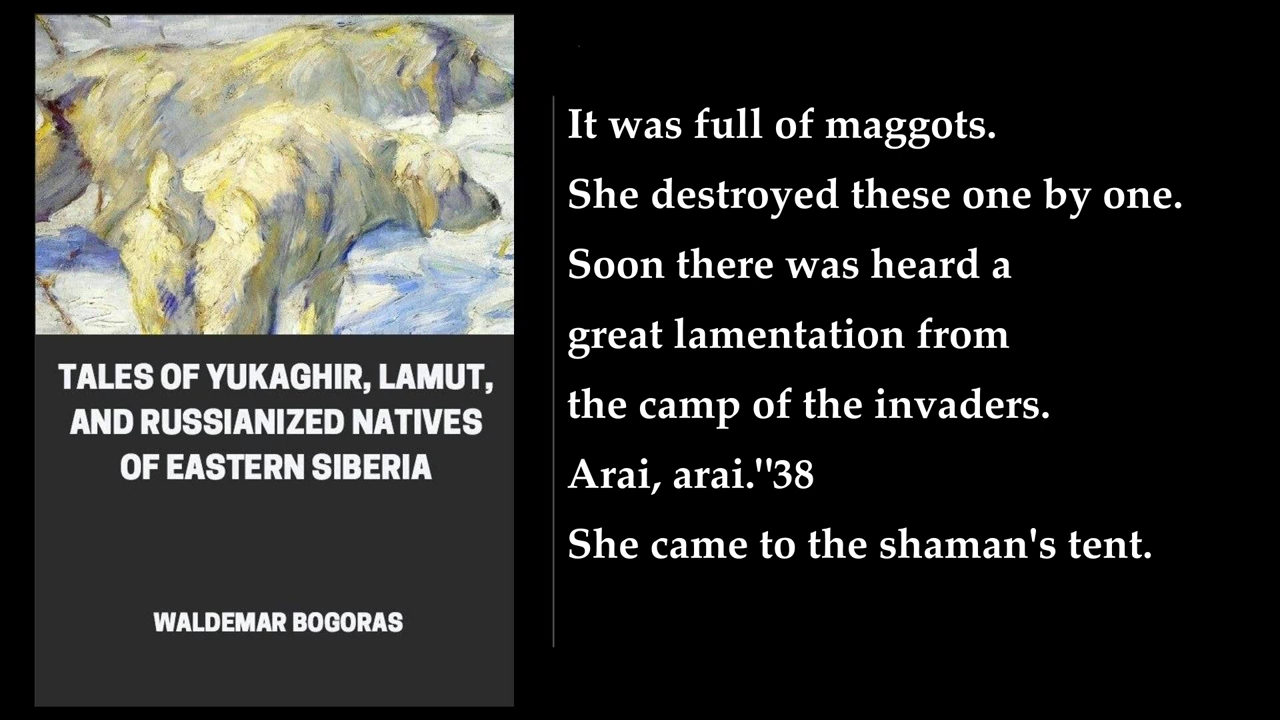 TALES OF YUKAGHIR, LAMUT,
AND RUSSIANIZED NATIVES
OF EASTERN SIBERIA
WALDEMAR BOGORAS
It was full of maggots.
She destroyed these one by one.
Soon there was heard a
great lamentation from
the camp of the invaders.
Arai, arai."38
She came to the shaman's tent.